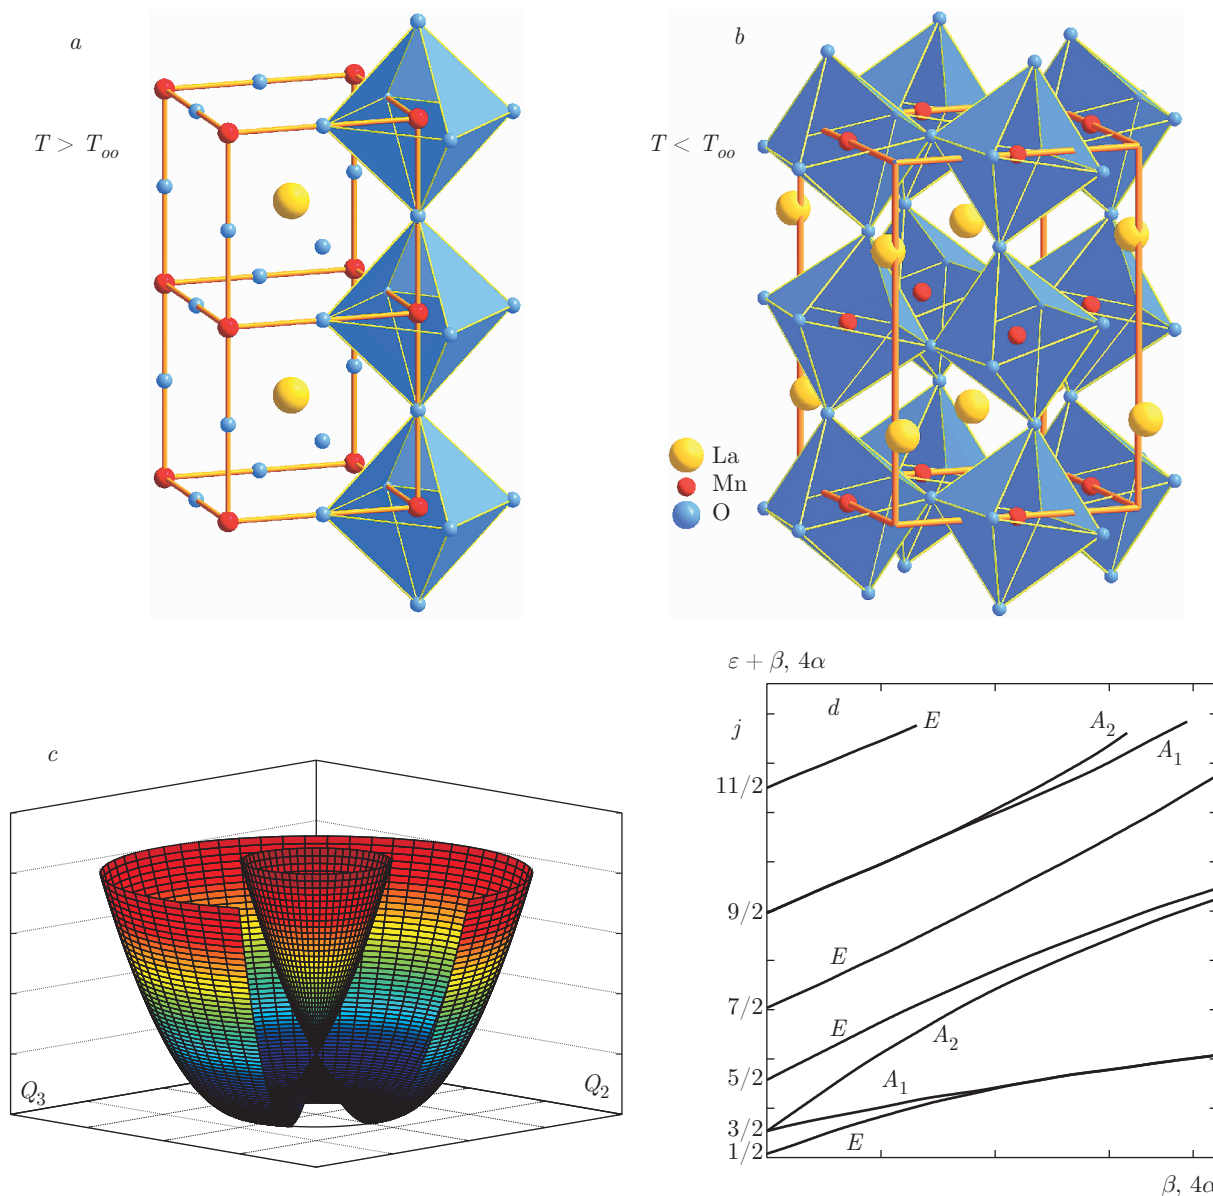 a
b
T > T_oo
T < T_oo
La
Mn
O
ε + β, 4α
c
d
j
E
A_2
A_1
11/2
9/2
E
7/2
E
A_2
5/2
A_1
3/2
E
1/2
Q_3
Q_2
β, 4α